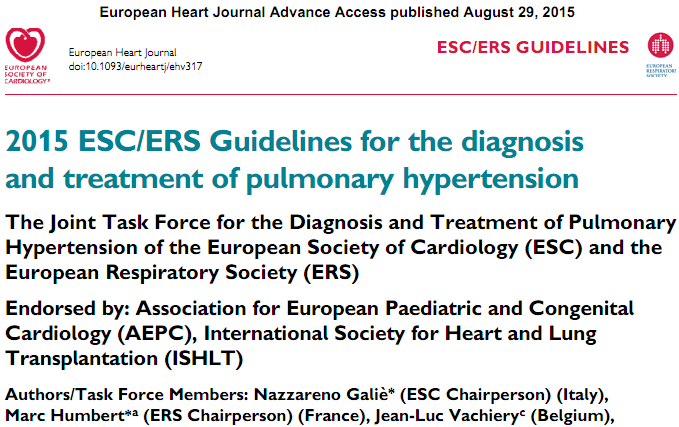 European Heart Journal Advance Access published August 29, 2015
EUROPEAN
SOCIETY OF
CARDIOLOGY®
European Heart Journal
doi:10.1093/eurheartj/ehv317
ESC/ERS GUIDELINES
EUROPEAN
RESPIRATORY
SOCIETY
2015 ESC/ERS Guidelines for the diagnosis
and treatment of pulmonary hypertension
The Joint Task Force for the Diagnosis and Treatment of Pulmonary
Hypertension of the European Society of Cardiology (ESC) and the
European Respiratory Society (ERS)
Endorsed by: Association for European Paediatric and Congenital
Cardiology (AEPC), International Society for Heart and Lung
Transplantation (ISHLT)
Authors/Task Force Members: Nazzareno Galiè* (ESC Chairperson) (Italy),
Marc Humbert*ᵃ (ERS Chairperson) (France), Jean-Luc Vachieryᶜ (Belgium),